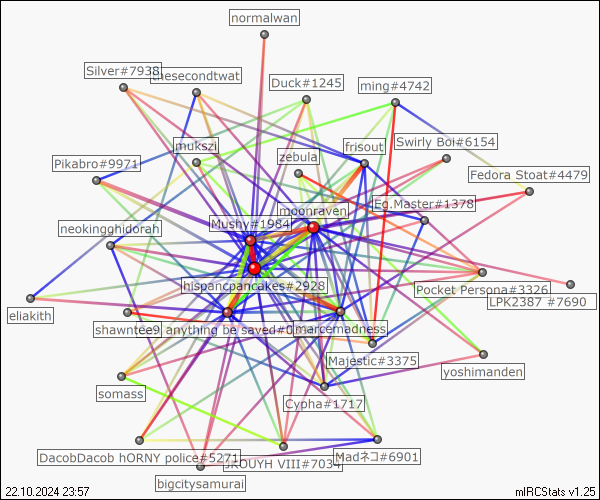 normalwan
Silver#7938
thesecondtwat
Duck#1245
ming#4742
mukszi
zebula
frisout
Swirly Boi#6154
Pikabro#9971
Fedora Stoat#4479
Eg.Master#1378
neokingghidorah
Mushy#1984
moonraven
hispancpancakes#2928
Pocket Persona#3326
LPK2387 #7690
eliakith
shawntee9
anything be saved#0
marcemadness
Majestic#3375
yoshimanden
somass
Cypha#1717
DacobDacob hORNY police#5271
JROUYH VIII#7034
Madネコ#6901
bigcitysamurai
22.10.2024 23:57
mIRCStats v1.25